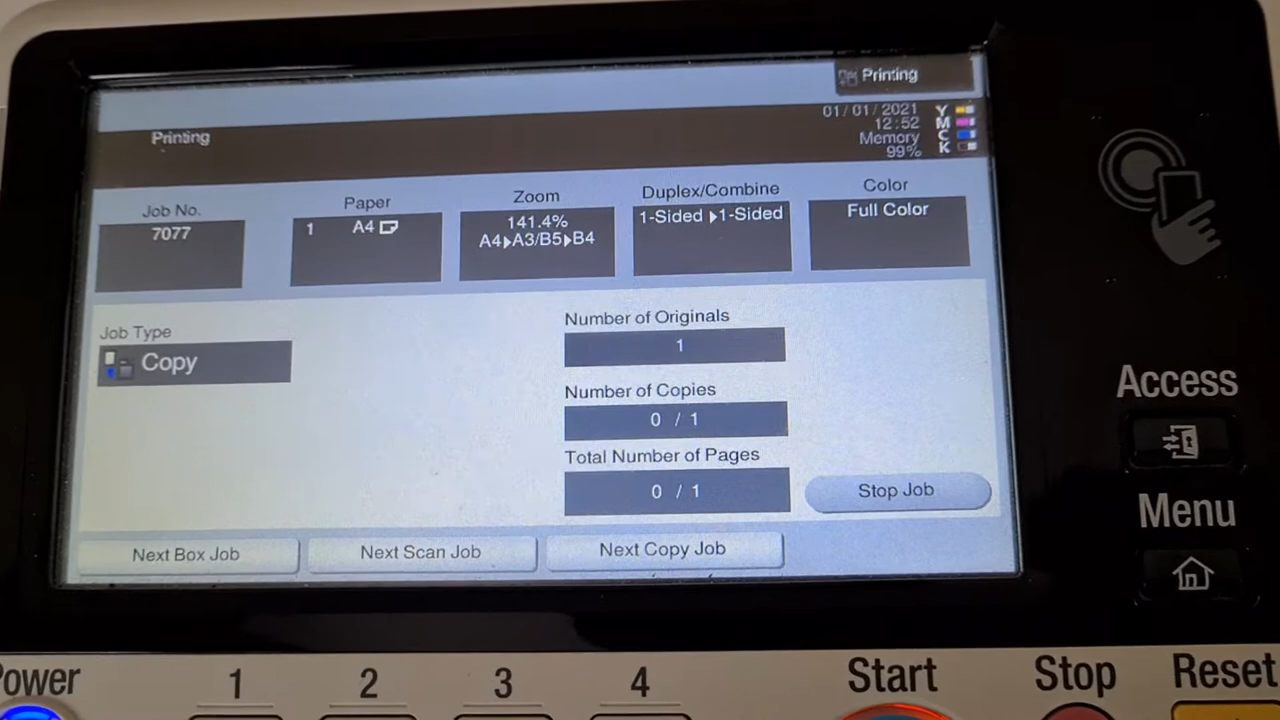 Printing
01/01/2021
12:52
Memory
99%
Y
M
C
K
Printing
Job No.
7077
Paper
1 A4
Zoom
141.4%
A4▶A3/B5▶B4
Duplex/Combine
1-Sided ▶1-Sided
Color
Full Color
Job Type
Copy
Number of Originals
1
Number of Copies
0 / 1
Total Number of Pages
0 / 1
Stop Job
Next Box Job
Next Scan Job
Next Copy Job
Access
Menu
Power
1
2
3
4
Start
Stop
Reset